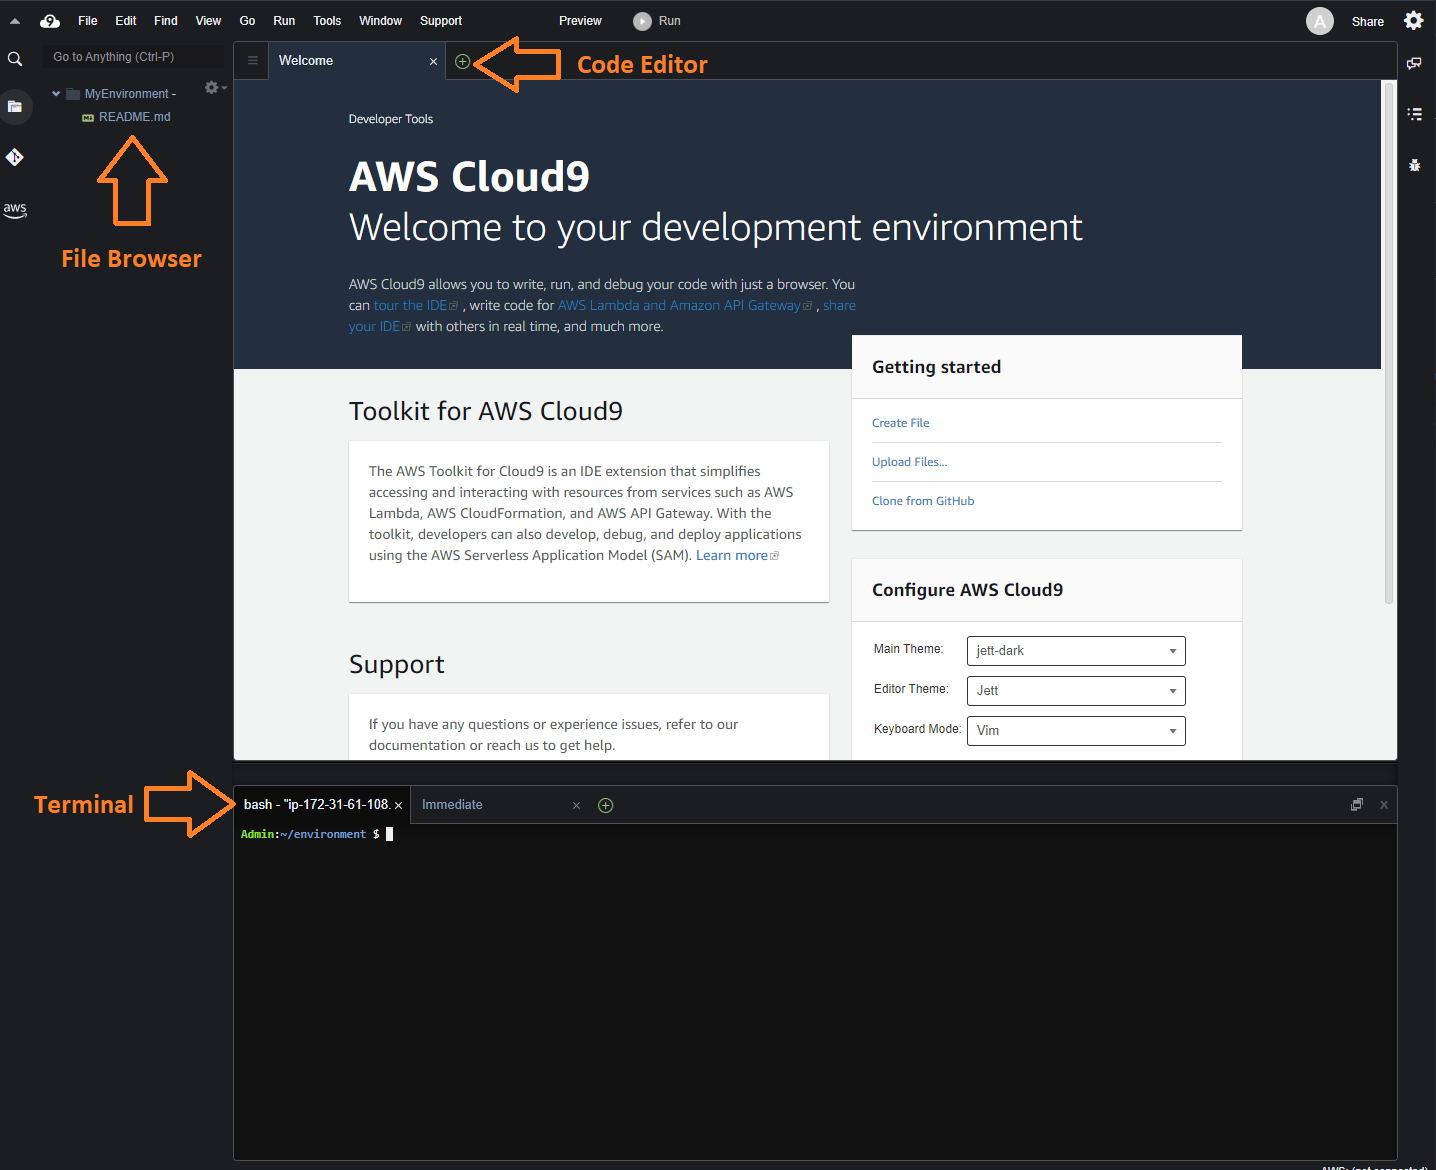 9 File Edit Find View Go Run Tools Window Support Preview Run A Share
Go to Anything (Ctrl-P)
Welcome
Code Editor
MyEnvironment -
README.md
aws
File Browser
Developer Tools
AWS Cloud9
Welcome to your development environment
AWS Cloud9 allows you to write, run, and debug your code with just a browser. You
can tour the IDE , write code for AWS Lambda and Amazon API Gateway , share
your IDE with others in real time, and much more.
Getting started
Create File
Upload Files...
Clone from GitHub
Toolkit for AWS Cloud9
The AWS Toolkit for Cloud9 is an IDE extension that simplifies
accessing and interacting with resources from services such as AWS
Lambda, AWS CloudFormation, and AWS API Gateway. With the
toolkit, developers can also develop, debug, and deploy applications
using the AWS Serverless Application Model (SAM). Learn more
Configure AWS Cloud9
Main Theme: jett-dark
Editor Theme: Jett
Keyboard Mode: Vim
Support
If you have any questions or experience issues, refer to our
documentation or reach us to get help.
Terminal
bash - "ip-172-31-61-108. Immediate
Admin:~/environment $
AWS: (not connected)